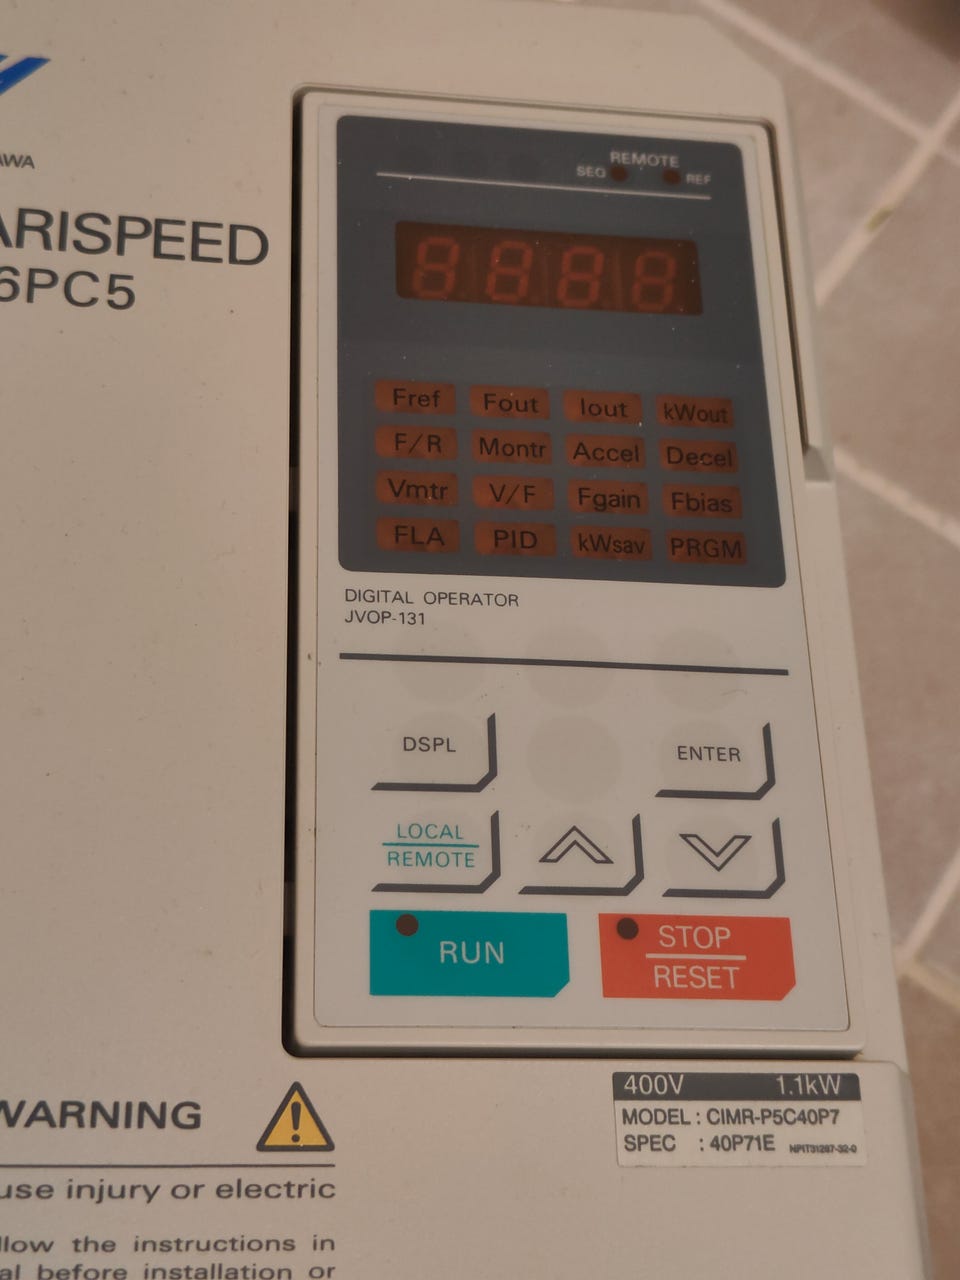 AWA
ARISPEED
6PC5
REMOTE
SEQ REF
8888
Fref Fout Iout kWout
F/R Montr Accel Decel
Vmtr V/F Fgain Fbias
FLA PID kWsav PRGM
DIGITAL OPERATOR
JVOP-131
DSPL ENTER
LOCAL
REMOTE
RUN
STOP
RESET
400V 1.1kW
MODEL : CIMR-P5C40P7
SPEC : 40P71E
WARNING
use injury or electric
llow the instructions in
al before installation or